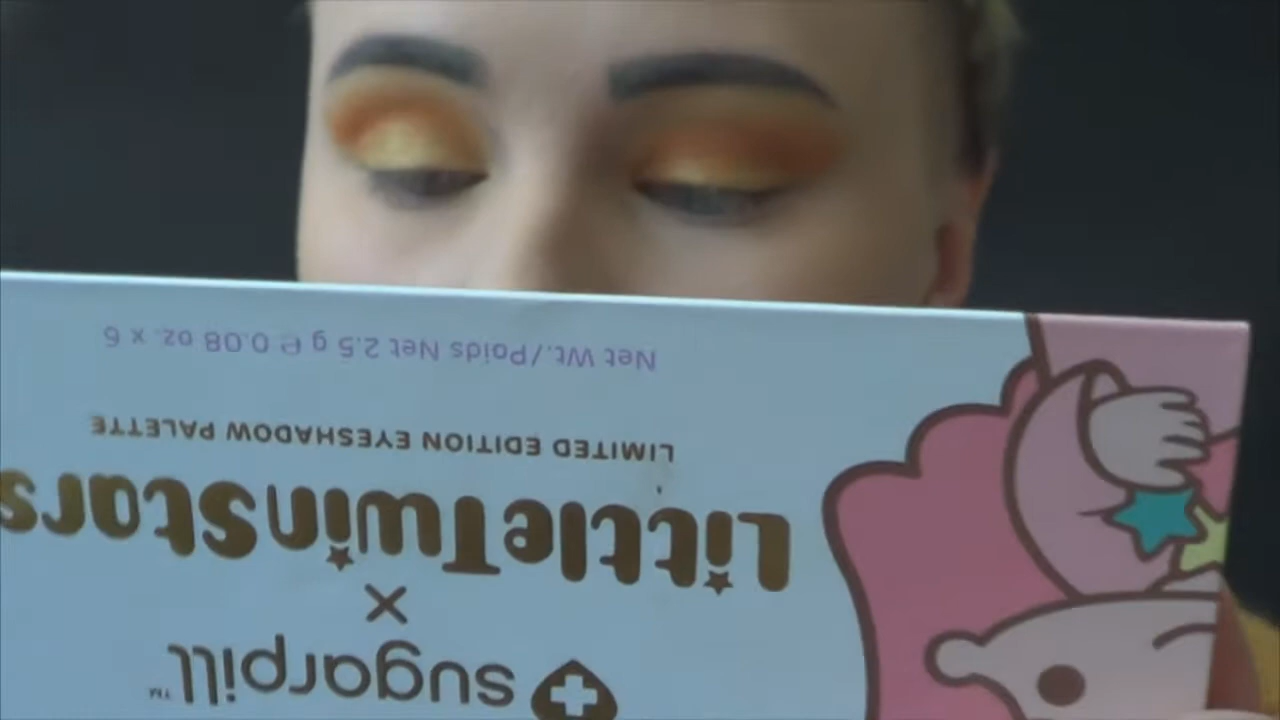 sugarpill™
×
LittleTwinStars
LIMITED EDITION EYESHADOW PALETTE
Net Wt./Poids Net 2.5 g ℮ 0.08 oz. x 6